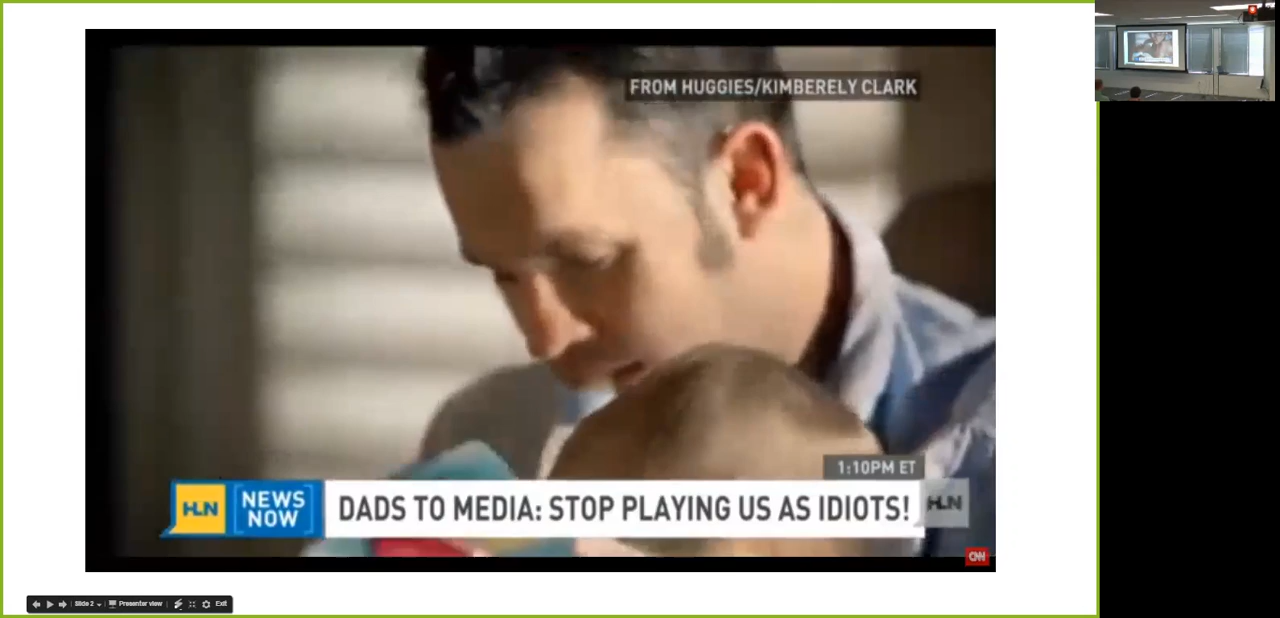 FROM HUGGIES/KIMBERELY CLARK
1:10PM ET
HLN
NEWS NOW
DADS TO MEDIA: STOP PLAYING US AS IDIOTS!
HLN
CNN
Slide 2
Presenter view
Exit